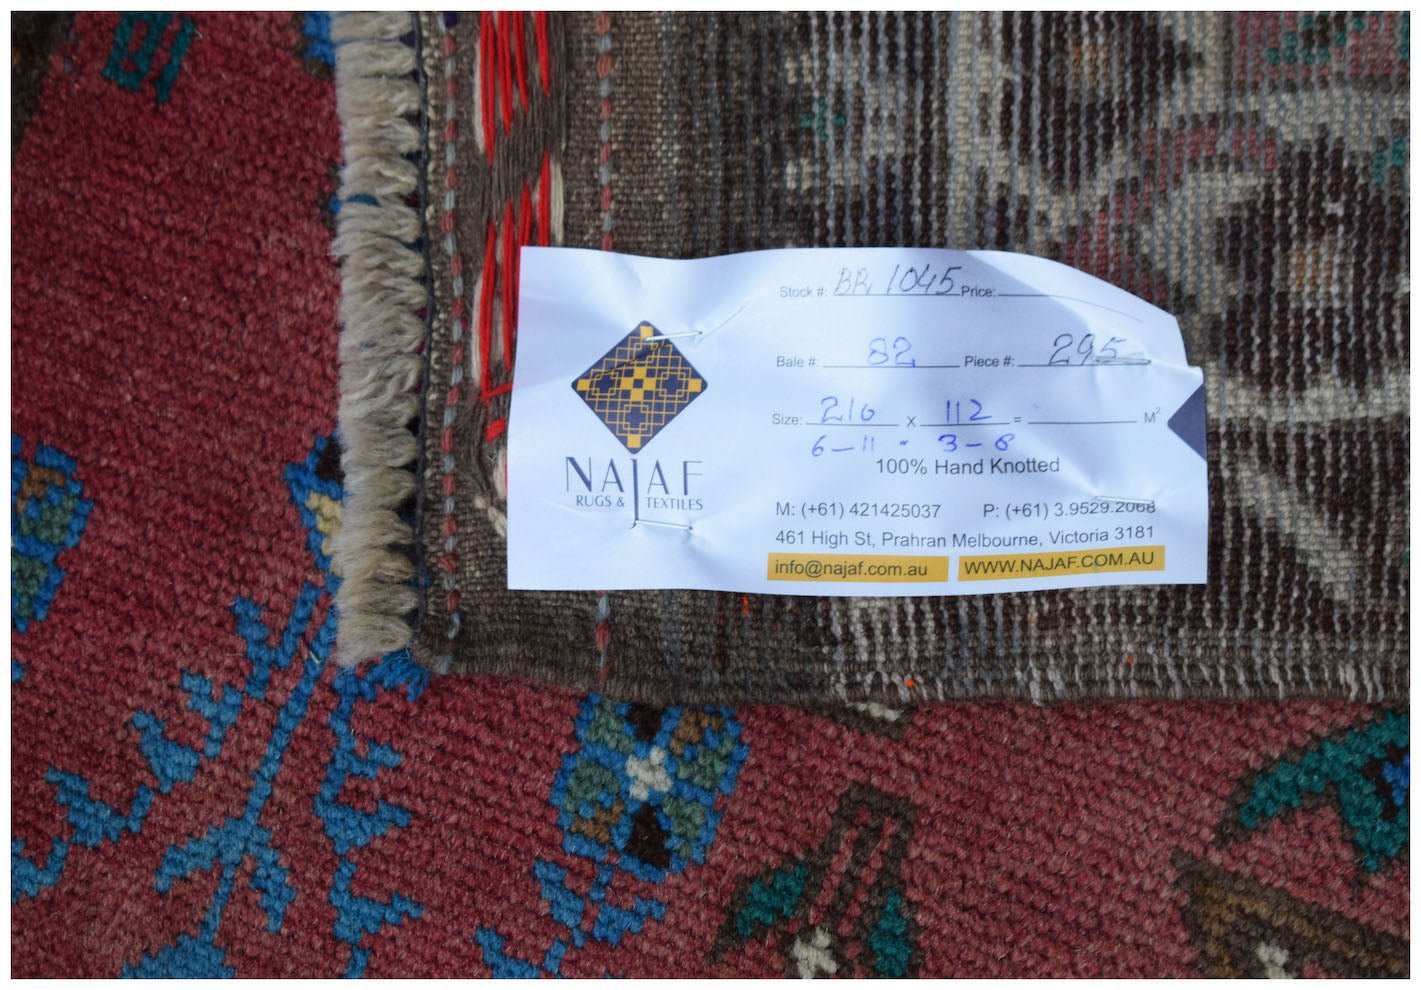 Stock #: BR 1045 Price:
Bale #: 82 Piece #: 295
Size: 210 x 112 = M²
6-11 " 3-8
100% Hand Knotted
NAJAF
RUGS & TEXTILES
M: (+61) 421425037 P: (+61) 3.9529.2068
461 High St, Prahran Melbourne, Victoria 3181
info@najaf.com.au WWW.NAJAF.COM.AU